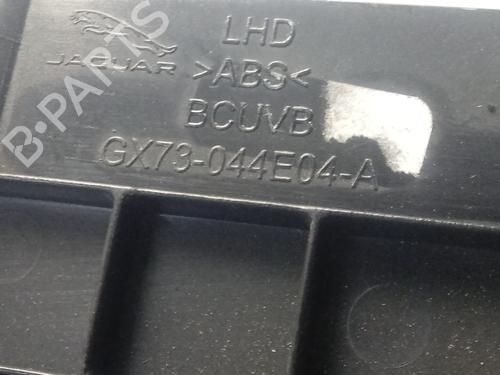 LHD
JAGUAR >ABS<
BCUVB
GX73-044E04-A
B-PARTS